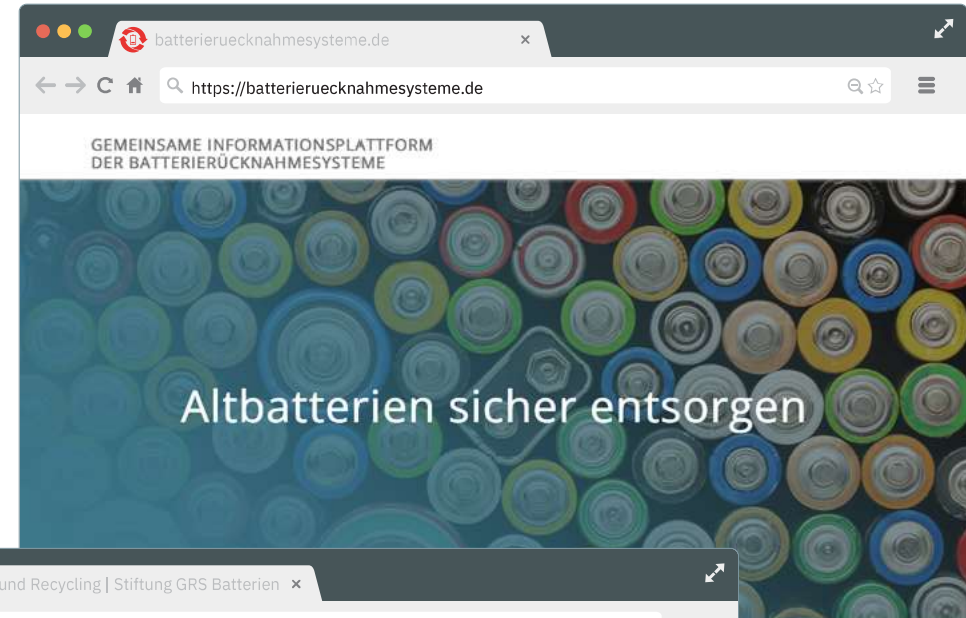 batterieruecknahmesysteme.de
https://batterieruecknahmesysteme.de
GEMEINSAME INFORMATIONSPLATTFORM
DER BATTERIERÜCKNAHMESYSTEME
Altbatterien sicher entsorgen
und Recycling | Stiftung GRS Batterien